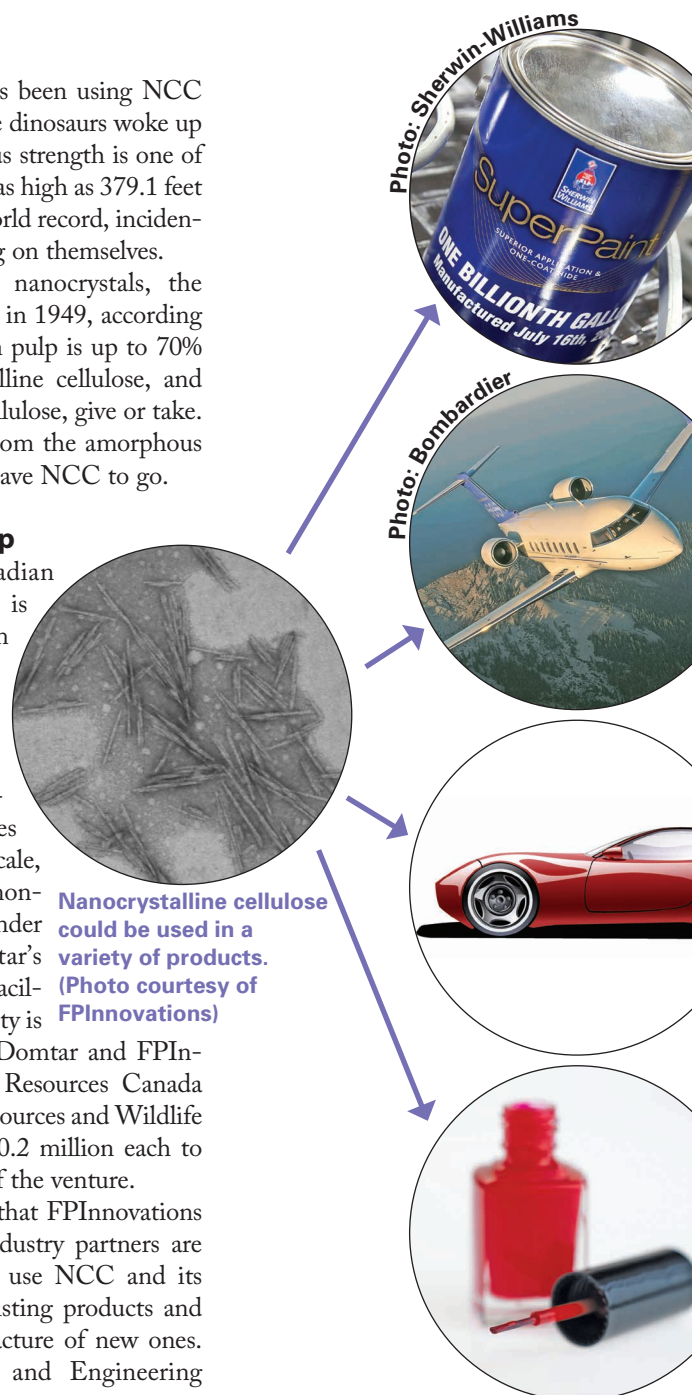 s been using NCC
e dinosaurs woke up
us strength is one of
as high as 379.1 feet
orld record, inciden-
g on themselves.
nanocrystals, the
in 1949, according
n pulp is up to 70%
lline cellulose, and
llulose, give or take.
om the amorphous
ave NCC to go.
p
adian
is
n
-
es
cale,
non-
nder
tar's
acil-
ty is
Domtar and FPIn-
Resources Canada
ources and Wildlife
0.2 million each to
f the venture.
that FPInnovations
dustry partners are
use NCC and its
isting products and
facture of new ones.
and Engineering
Nanocrystalline cellulose
could be used in a
variety of products.
(Photo courtesy of
FPInnovations)
Photo: Sherwin-Williams
SHERWIN
WILLIAMS
SuperPaint
SUPERIOR APPLICATION &
ONE-COAT HIDE
ONE BILLIONTH GALL
Manufactured July 16th, 2
Photo: Bombardier